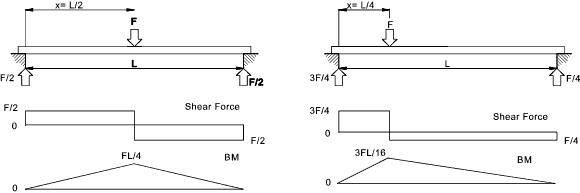 x= L/2
F
L
F/2
F/2
F/2
Shear Force
0
F/2
FL/4
BM
0
x= L/4
F
L
3F/4
F/4
3F/4
Shear Force
0
F/4
3FL/16
BM
0